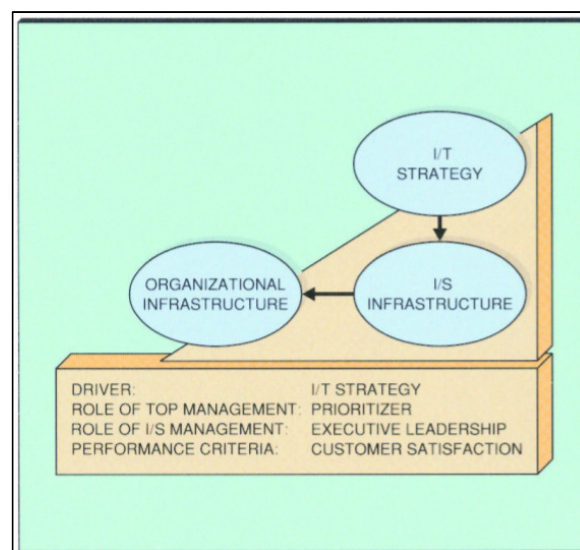 I/T
STRATEGY
ORGANIZATIONAL
INFRASTRUCTURE
I/S
INFRASTRUCTURE
DRIVER: I/T STRATEGY
ROLE OF TOP MANAGEMENT: PRIORITIZER
ROLE OF I/S MANAGEMENT: EXECUTIVE LEADERSHIP
PERFORMANCE CRITERIA: CUSTOMER SATISFACTION